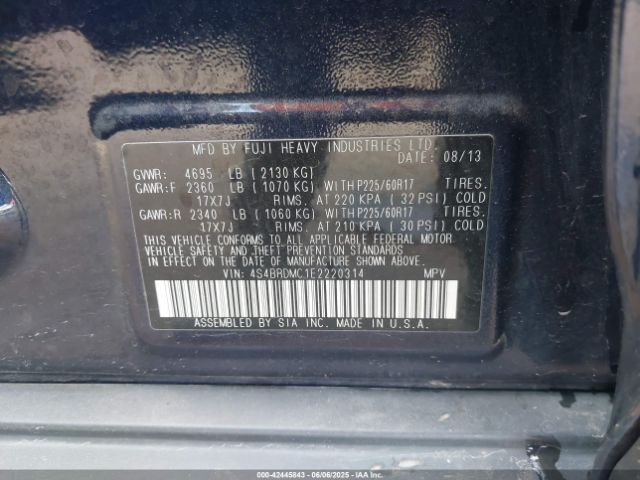 MFD BY FUJI HEAVY INDUSTRIES LTD.
DATE: 08/13
GVWR: 4695 LB (2130 KG)
GAWR:F 2360 LB (1070 KG) WITH P225/60R17 TIRES.
17X7J RIMS. AT 220 KPA (32 PSI) COLD
GAWR:R 2340 LB (1060 KG) WITH P225/60R17 TIRES.
17X7J RIMS. AT 210 KPA (30 PSI) COLD
THIS VEHICLE CONFORMS TO ALL APPLICABLE FEDERAL MOTOR
VEHICLE SAFETY AND THEFT PREVENTION STANDARDS
IN EFFECT ON THE DATE OF MANUFACTURE SHOWN ABOVE.
VIN: 4S4BRDMC1E2220314 MPV
ASSEMBLED BY SIA INC. MADE IN U.S.A.
000-42445843 - 06/06/2025 - IAAI.COM